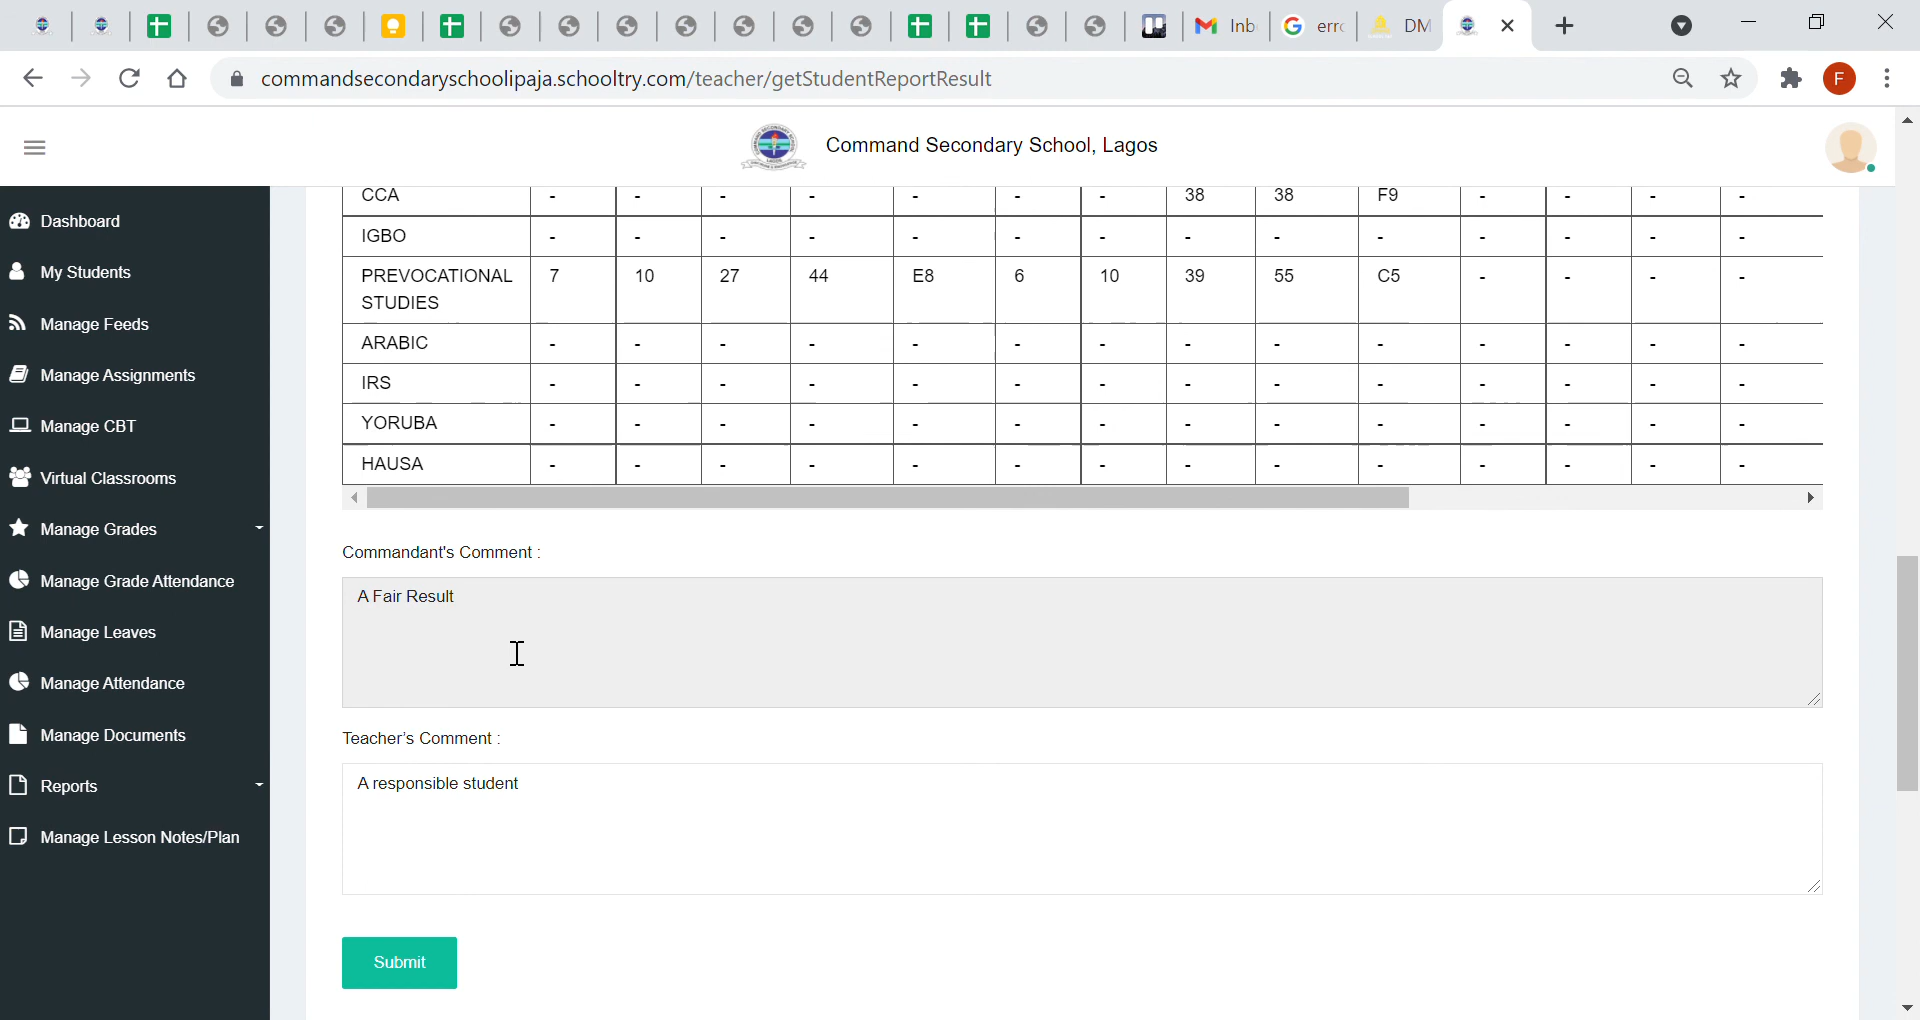 Inb
erro
DM
commandsecondaryschoolipaja.schooltry.com/teacher/getStudentReportResult
F
Command Secondary School, Lagos
Dashboard
My Students
Manage Feeds
Manage Assignments
Manage CBT
Virtual Classrooms
Manage Grades
Manage Grade Attendance
Manage Leaves
Manage Attendance
Manage Documents
Reports
Manage Lesson Notes/Plan
CCA - - - - - - - 38 38 F9 - - - -
IGBO - - - - - - - - - - - - - -
PREVOCATIONAL 7 10 27 44 E8 6 10 39 55 C5 - - - -
STUDIES
ARABIC - - - - - - - - - - - - - -
IRS - - - - - - - - - - - - - -
YORUBA - - - - - - - - - - - - - -
HAUSA - - - - - - - - - - - - - -
Commandant's Comment :
A Fair Result
Teacher's Comment :
A responsible student
Submit